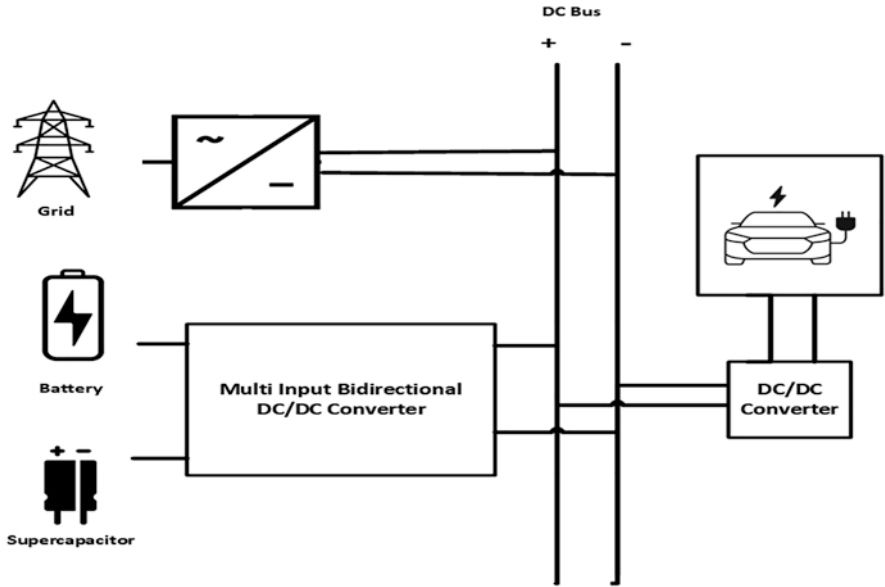 DC Bus
+ -
~
Grid
-
Battery
Multi Input Bidirectional
DC/DC Converter
DC/DC
Converter
+ -
Supercapacitor